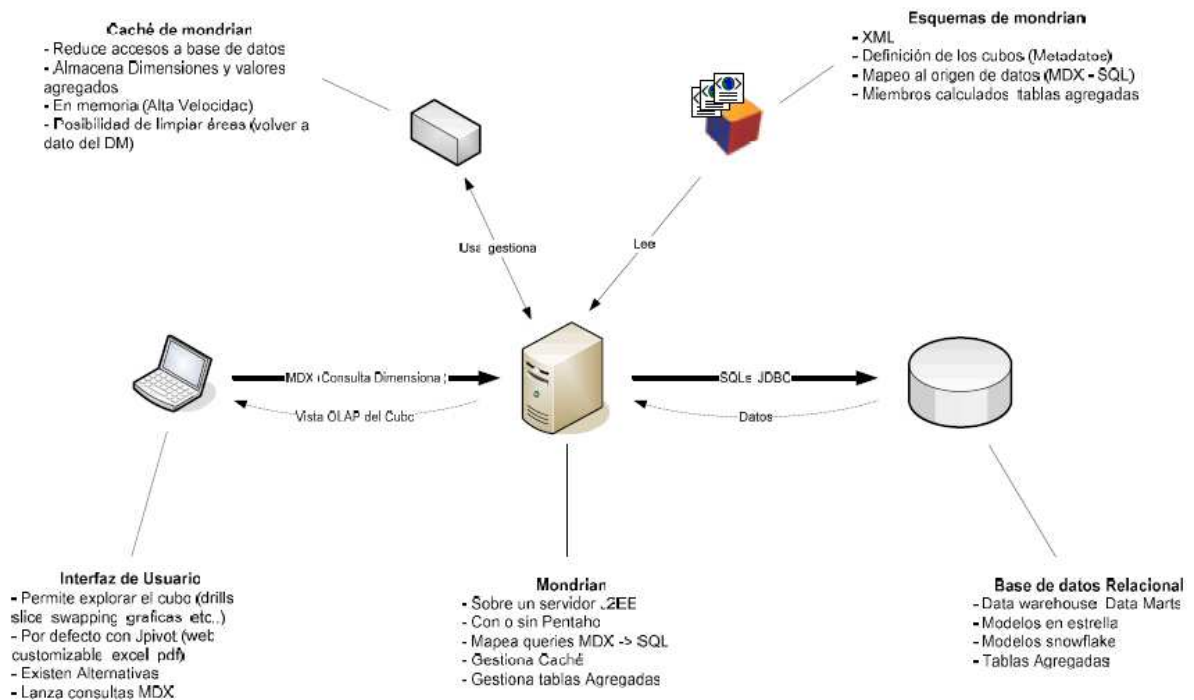 Caché de mondrian
- Reduce accesos a base de datos
- Almacena Dimensiones y valores
agregados
- En memoria (Alta Velocidac)
- Posibilidad de limpiar áreas (volver a
dato del DM)
Esquemas de mondrian
- XML
- Definición de los cubos (Metadatos)
- Mapeo al origen de datos (MDX - SQL)
- Miembros calculados tablas agregadas
Usa gestiona
Lee
MDX (Consulta Dimensional)
Vista OLAP del Cubo
SQLs JDBC
Datos
Interfaz de Usuario
- Permite explorar el cubo (drills
slice swapping graficas etc..)
- Por defecto con Jpivot (web
customizable excel pdf)
- Existen Alternativas
- Lanza consultas MDX
Mondrian
- Sobre un servidor J2EE
- Con o sin Pentaho
- Mapea queries MDX -> SQL
- Gestiona Caché
- Gestiona tablas Agregadas
Base de datos Relacional
- Data warehouse Data Marts
- Modelos en estrella
- Modelos snowflake
- Tablas Agregadas